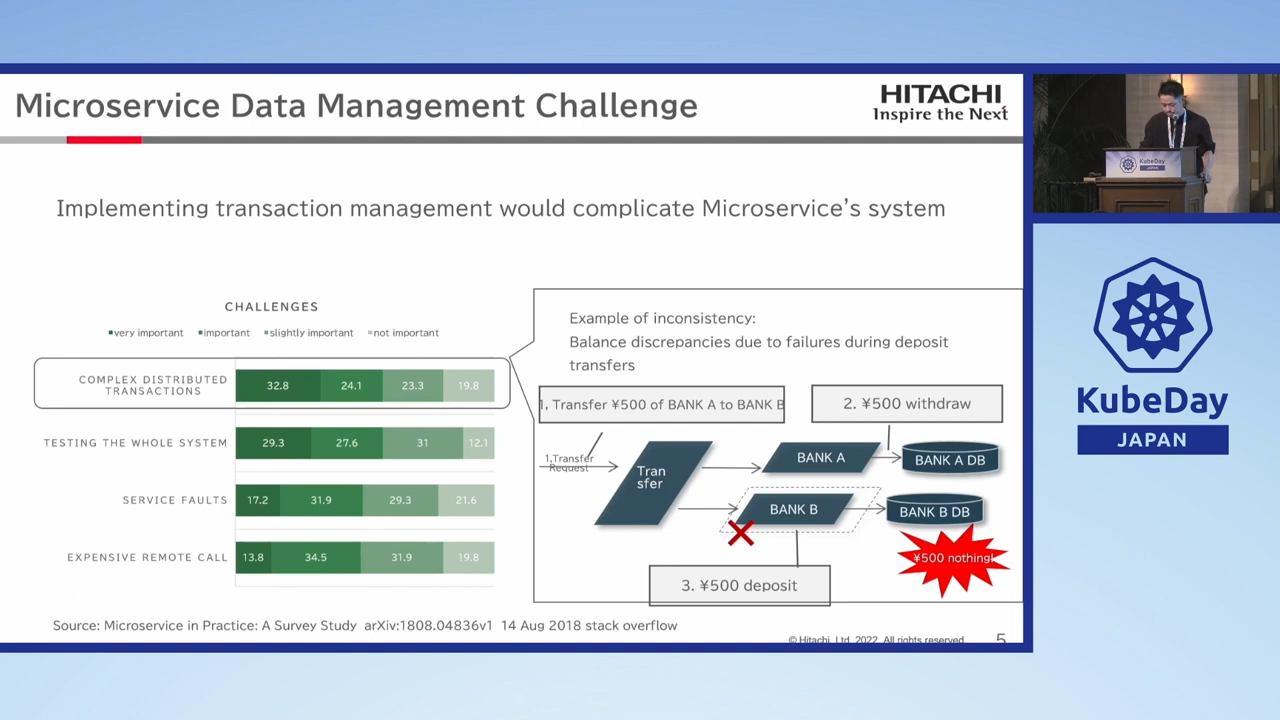 Microservice Data Management Challenge
HITACHI
Inspire the Next
Implementing transaction management would complicate Microservice's system
CHALLENGES
very important important slightly important not important
COMPLEX DISTRIBUTED
TRANSACTIONS
32.8 24.1 23.3 19.8
TESTING THE WHOLE SYSTEM 29.3 27.6 31 12.1
SERVICE FAULTS 17.2 31.9 29.3 21.6
EXPENSIVE REMOTE CALL 13.8 34.5 31.9 19.8
Example of inconsistency:
Balance discrepancies due to failures during deposit
transfers
1, Transfer ¥500 of BANK A to BANK B
2. ¥500 withdraw
1,Transfer
Request
Tran
sfer
BANK A
BANK A DB
BANK B
BANK B DB
¥500 nothing!
3. ¥500 deposit
Source: Microservice in Practice: A Survey Study arXiv:1808.04836v1 14 Aug 2018 stack overflow
© Hitachi, Ltd. 2022. All rights reserved
5
KubeDay
JAPAN
KubeDay
JAPAN